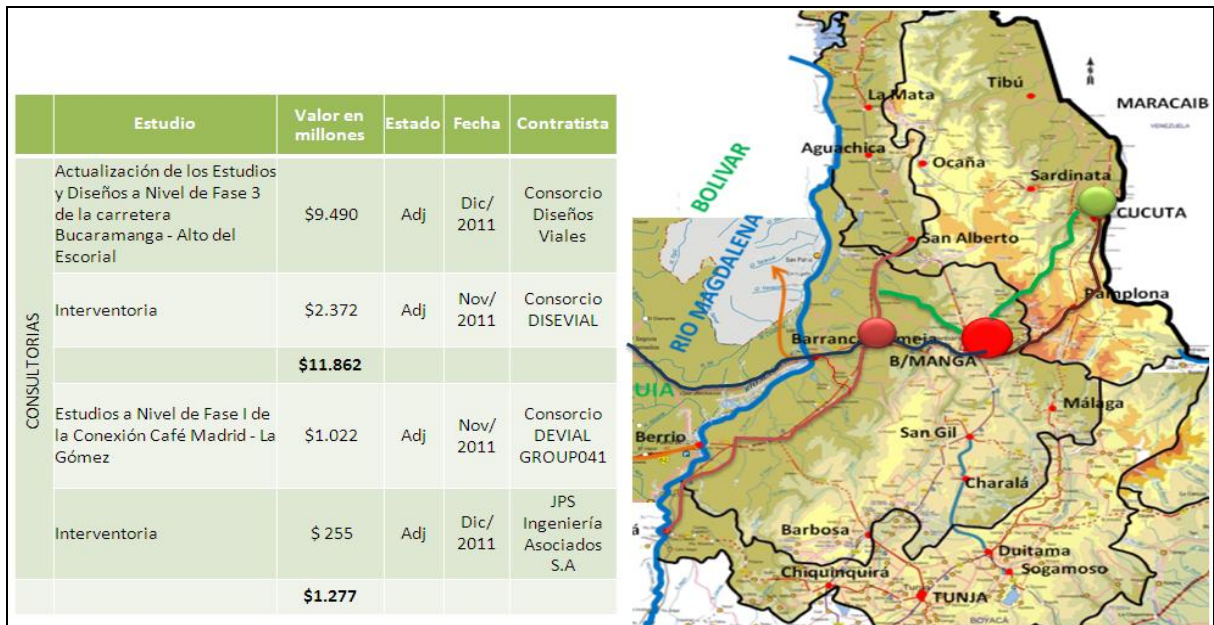 Estudio
Valor en
millones
Estado
Fecha
Contratista
CONSULTORIAS
Actualización de los Estudios
y Diseños a Nivel de Fase 3
de la carretera
Bucaramanga - Alto del
Escorial
$9.490
Adj
Dic/
2011
Consorcio
Diseños
Viales
Interventoria
$2.372
Adj
Nov/
2011
Consorcio
DISEVIAL
$11.862
Estudios a Nivel de Fase I de
la Conexión Café Madrid - La
Gómez
$1.022
Adj
Nov/
2011
Consorcio
DEVIAL
GROUP041
Interventoria
$ 255
Adj
Dic/
2011
JPS
Ingeniería
Asociados
S.A
$1.277
Tibú
La Mata
MARACAIB
VENEZUELA
Aguachica
Ocaña
Sardinata
BOLIVAR
CUCUTA
RIO MAGDALENA
San Alberto
Pamplona
B/MANGA
UIA
Málaga
Berrio
San Gil
Charalá
á
Barbosa
Duitama
Sogamoso
Chiquinquirá
TUNJA
BOYACÁ